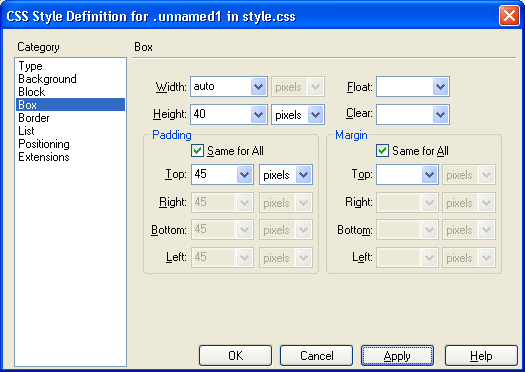 CSS Style Definition for .unnamed1 in style.css
Category
Type
Background
Block
Box
Border
List
Positioning
Extensions
Box
Width: auto pixels Float:
Height: 40 pixels Clear:
Padding
Same for All
Top: 45 pixels
Right: 45 pixels
Bottom: 45 pixels
Left: 45 pixels
Margin
Same for All
Top: pixels
Right: pixels
Bottom: pixels
Left: pixels
OK Cancel Apply Help